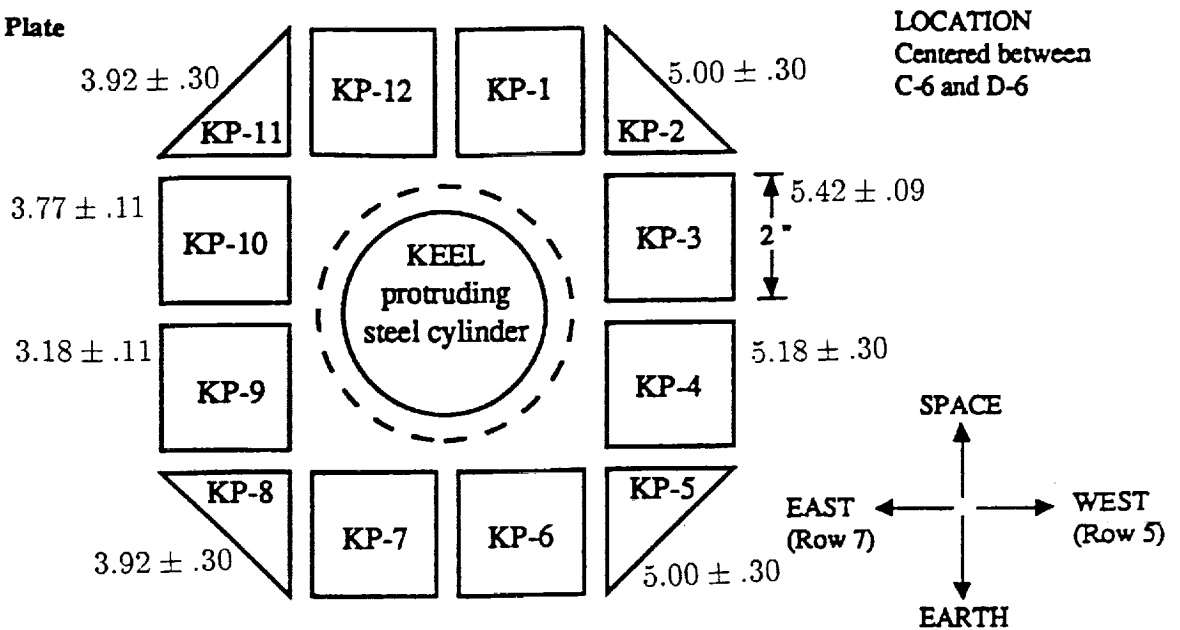 Plate
LOCATION
Centered between
C-6 and D-6
3.92 ± .30
KP-11
KP-12
KP-1
KP-2
5.00 ± .30
3.77 ± .11
KP-10
KEEL
protruding
steel cylinder
KP-3
2"
5.42 ± .09
3.18 ± .11
KP-9
KP-4
5.18 ± .30
KP-8
3.92 ± .30
KP-7
KP-6
KP-5
5.00 ± .30
SPACE
EAST
(Row 7)
WEST
(Row 5)
EARTH